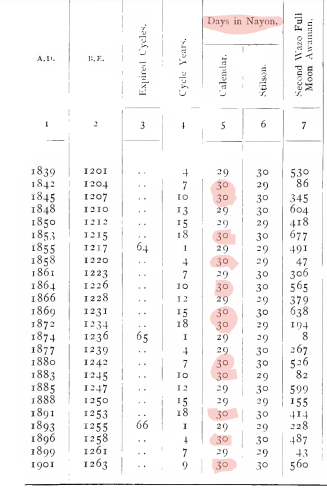 Days in Nayon.
A.D. B.E. Expired Cycles. Cycle Years. Calendar. Stilson. Second Wazo Full Moon Awaman.
1 2 3 4 5 6 7
1839 1201 .. 4 29 30 530
1842 1204 .. 7 30 29 86
1845 1207 .. 10 30 30 345
1848 1210 .. 13 29 29 604
1850 1212 .. 15 29 29 418
1853 1215 .. 18 30 30 677
1855 1217 64 1 29 29 491
1858 1220 .. 4 30 29 47
1861 1223 .. 7 29 30 306
1864 1226 .. 10 30 30 565
1866 1228 .. 12 29 29 379
1869 1231 .. 15 30 30 638
1872 1234 .. 18 30 29 194
1874 1236 65 1 29 29 8
1877 1239 .. 4 29 30 267
1880 1242 .. 7 30 30 526
1883 1245 .. 10 30 29 82
1885 1247 .. 12 29 30 599
1888 1250 .. 15 29 29 155
1891 1253 .. 18 30 30 414
1893 1255 66 1 29 29 228
1896 1258 .. 4 30 30 487
1899 1261 .. 7 29 29 43
1901 1263 .. 9 30 30 560